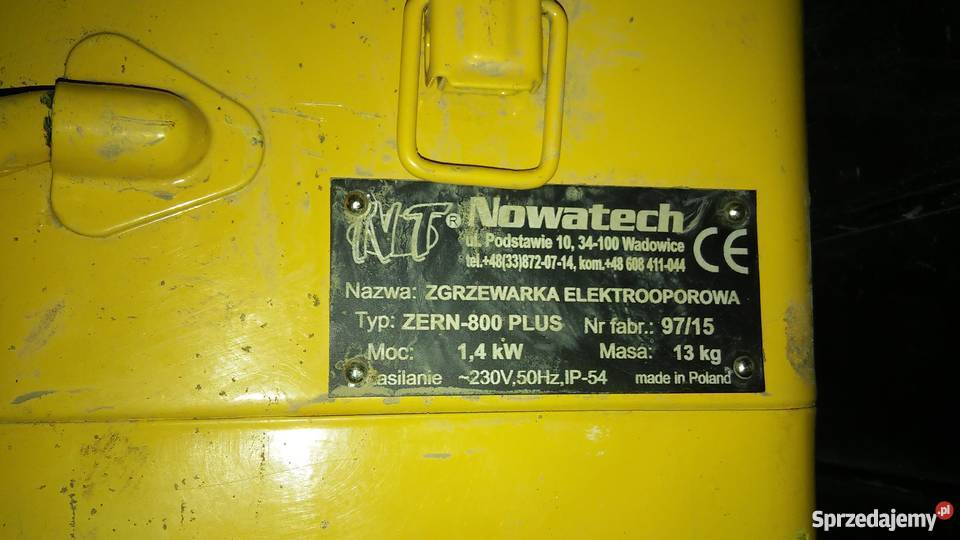 NT® Nowatech
ul. Podstawie 10, 34-100 Wadowice
tel.+48(33)872-07-14, kom.+48 608 411-044
CE
Nazwa: ZGRZEWARKA ELEKTROOPOROWA
Typ: ZERN-800 PLUS Nr fabr.: 97/15
Moc: 1,4 kW Masa: 13 kg
Zasilanie ~230V,50Hz,IP-54 made in Poland
Sprzedajemy.pl